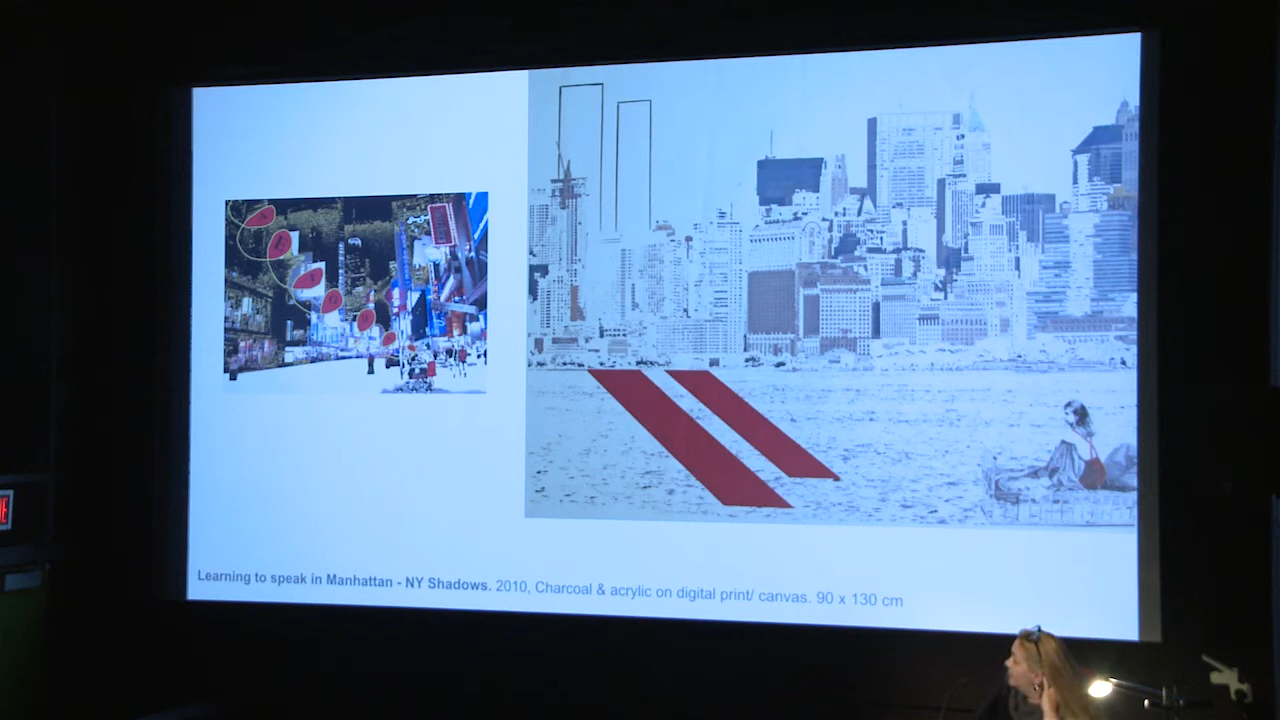 Learning to speak in Manhattan - NY Shadows. 2010, Charcoal & acrylic on digital print/ canvas. 90 x 130 cm